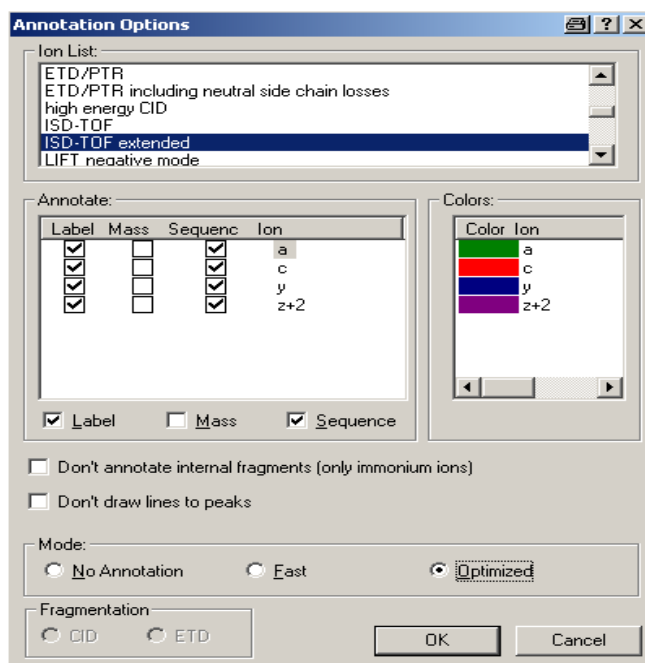 Annotation Options
Ion List:
ETD/PTR
ETD/PTR including neutral side chain losses
high energy CID
ISD-TOF
ISD-TOF extended
LIFT negative mode
Annotate:
Label Mass Sequenc Ion
a
c
y
z+2
Label Mass Sequence
Colors:
Color Ion
a
c
y
z+2
Don't annotate internal fragments (only immonium ions)
Don't draw lines to peaks
Mode:
No Annotation Fast Optimized
Fragmentation
CID ETD
OK Cancel